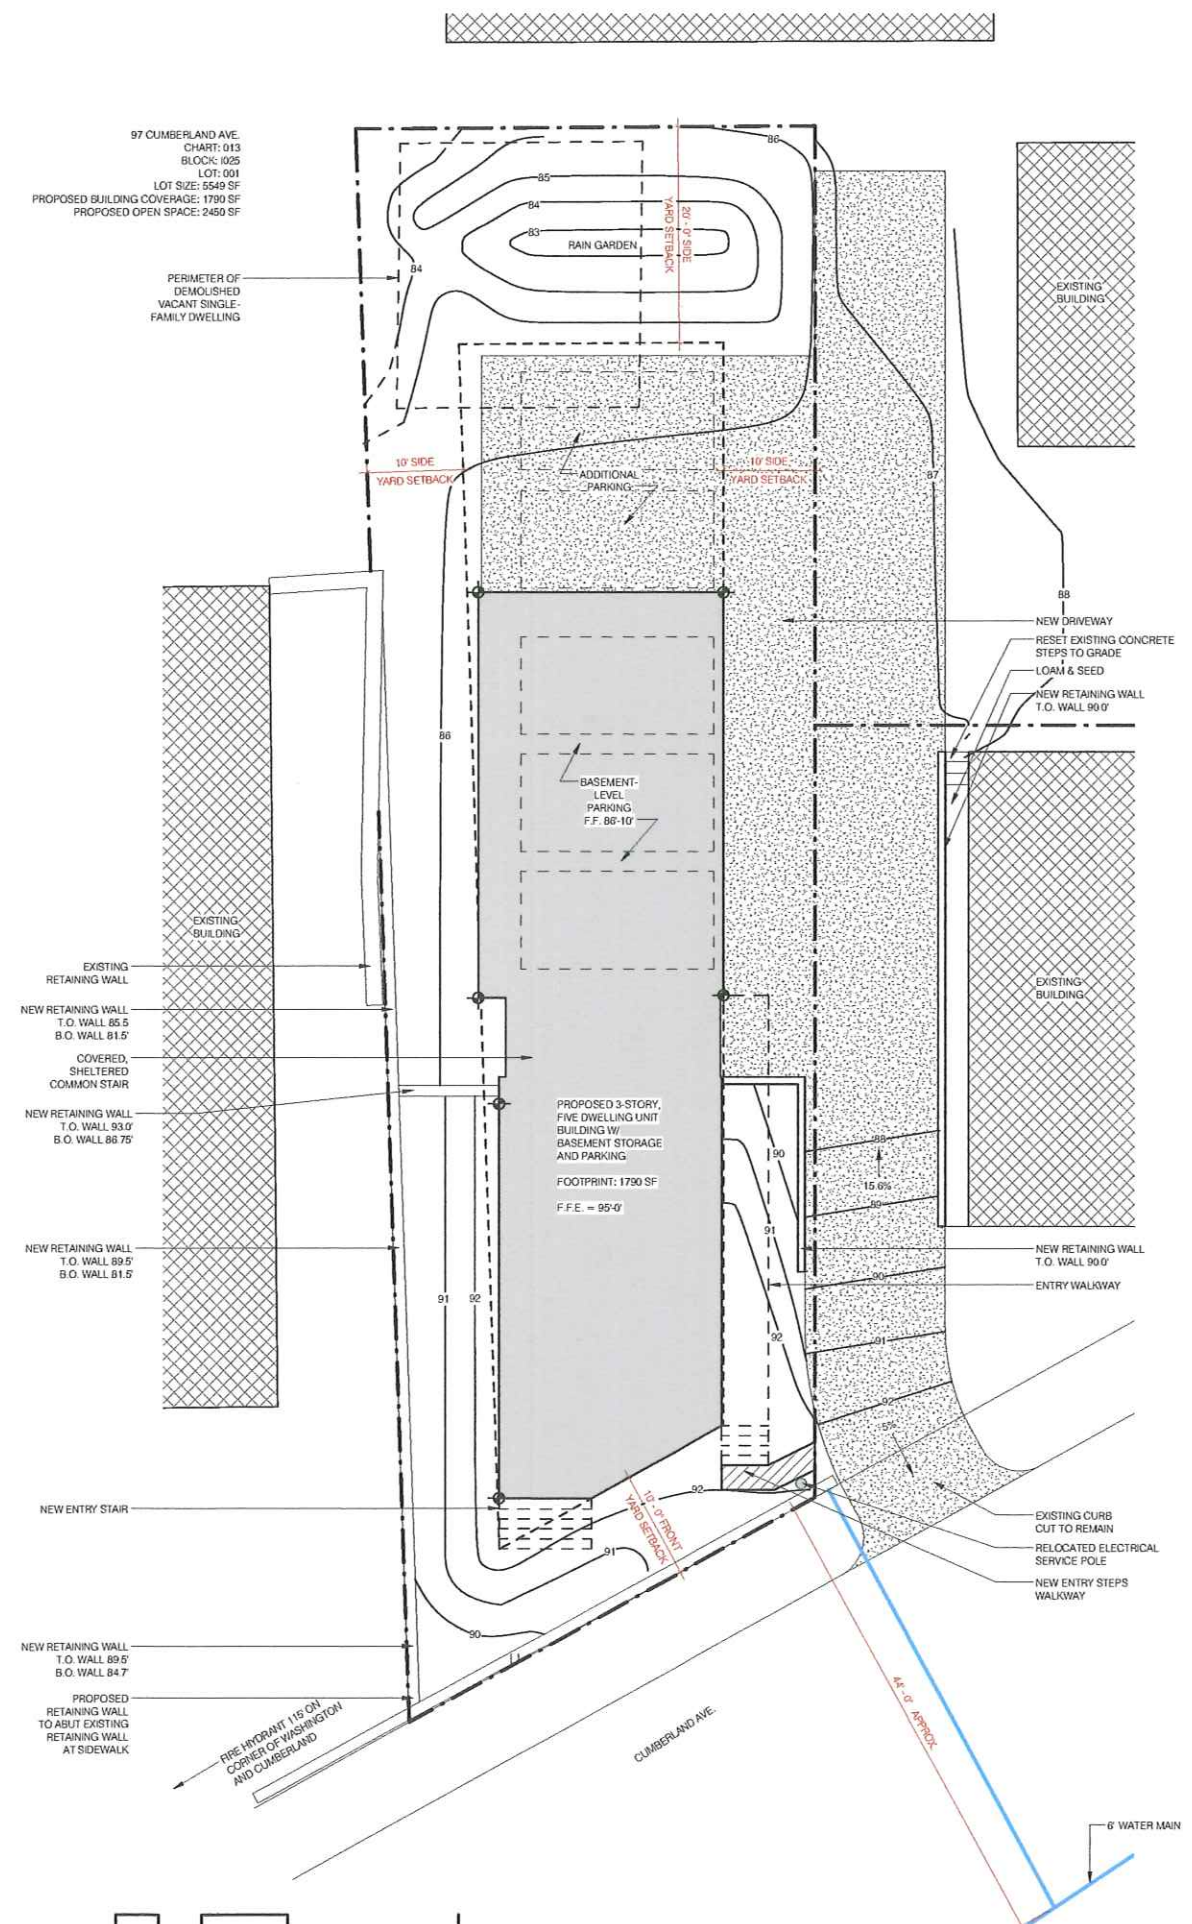 97 CUMBERLAND AVE.
CHART: 013
BLOCK: I025
LOT: 001
LOT SIZE: 5549 SF
PROPOSED BUILDING COVERAGE: 1790 SF
PROPOSED OPEN SPACE: 2450 SF
86
85
84
83
RAIN GARDEN
20'-0" SIDE
YARD SETBACK
84
PERIMETER OF
DEMOLISHED
VACANT SINGLE-
FAMILY DWELLING
EXISTING
BUILDING
10' SIDE
YARD SETBACK
ADDITIONAL
PARKING
10' SIDE
YARD SETBACK
87
88
NEW DRIVEWAY
RESET EXISTING CONCRETE
STEPS TO GRADE
LOAM & SEED
NEW RETAINING WALL
T.O. WALL 90.0'
86
BASEMENT-
LEVEL
PARKING
F.F. 86'-10"
EXISTING
BUILDING
EXISTING
RETAINING WALL
EXISTING
BUILDING
NEW RETAINING WALL
T.O. WALL 85.5
B.O. WALL 81.5'
COVERED,
SHELTERED
COMMON STAIR
NEW RETAINING WALL
T.O. WALL 93.0'
B.O. WALL 86.75'
PROPOSED 3-STORY,
FIVE DWELLING UNIT
BUILDING W/
BASEMENT STORAGE
AND PARKING
FOOTPRINT: 1790 SF
F.F.E. = 95'-0"
88
90
15.6%
89
91
NEW RETAINING WALL
T.O. WALL 89.5'
B.O. WALL 81.5'
NEW RETAINING WALL
T.O. WALL 90.0'
90
ENTRY WALKWAY
91
92
92
91
92
5%
NEW ENTRY STAIR
92
10'-0" FRONT
YARD SETBACK
EXISTING CURB
CUT TO REMAIN
RELOCATED ELECTRICAL
SERVICE POLE
NEW ENTRY STEPS
WALKWAY
91
90
NEW RETAINING WALL
T.O. WALL 89.5'
B.O. WALL 84.7'
PROPOSED
RETAINING WALL
TO ABUT EXISTING
RETAINING WALL
AT SIDEWALK
FIRE HYDRANT 115' ON
CORNER OF WASHINGTON
AND CUMBERLAND
CUMBERLAND AVE.
44'-0" APPROX.
6" WATER MAIN